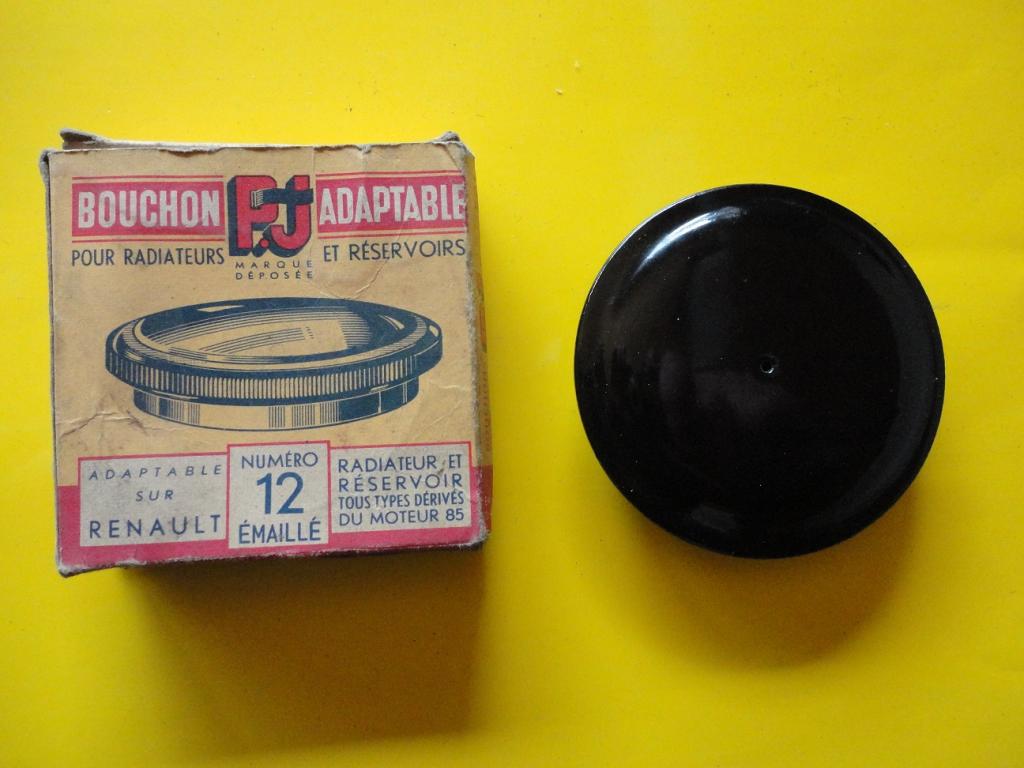 BOUCHON P.J ADAPTABLE
POUR RADIATEURS ET RÉSERVOIRS
MARQUE
DÉPOSÉE
ADAPTABLE
SUR
RENAULT
NUMÉRO
12
ÉMAILLÉ
RADIATEUR ET
RÉSERVOIR
TOUS TYPES DÉRIVÉS
DU MOTEUR 85